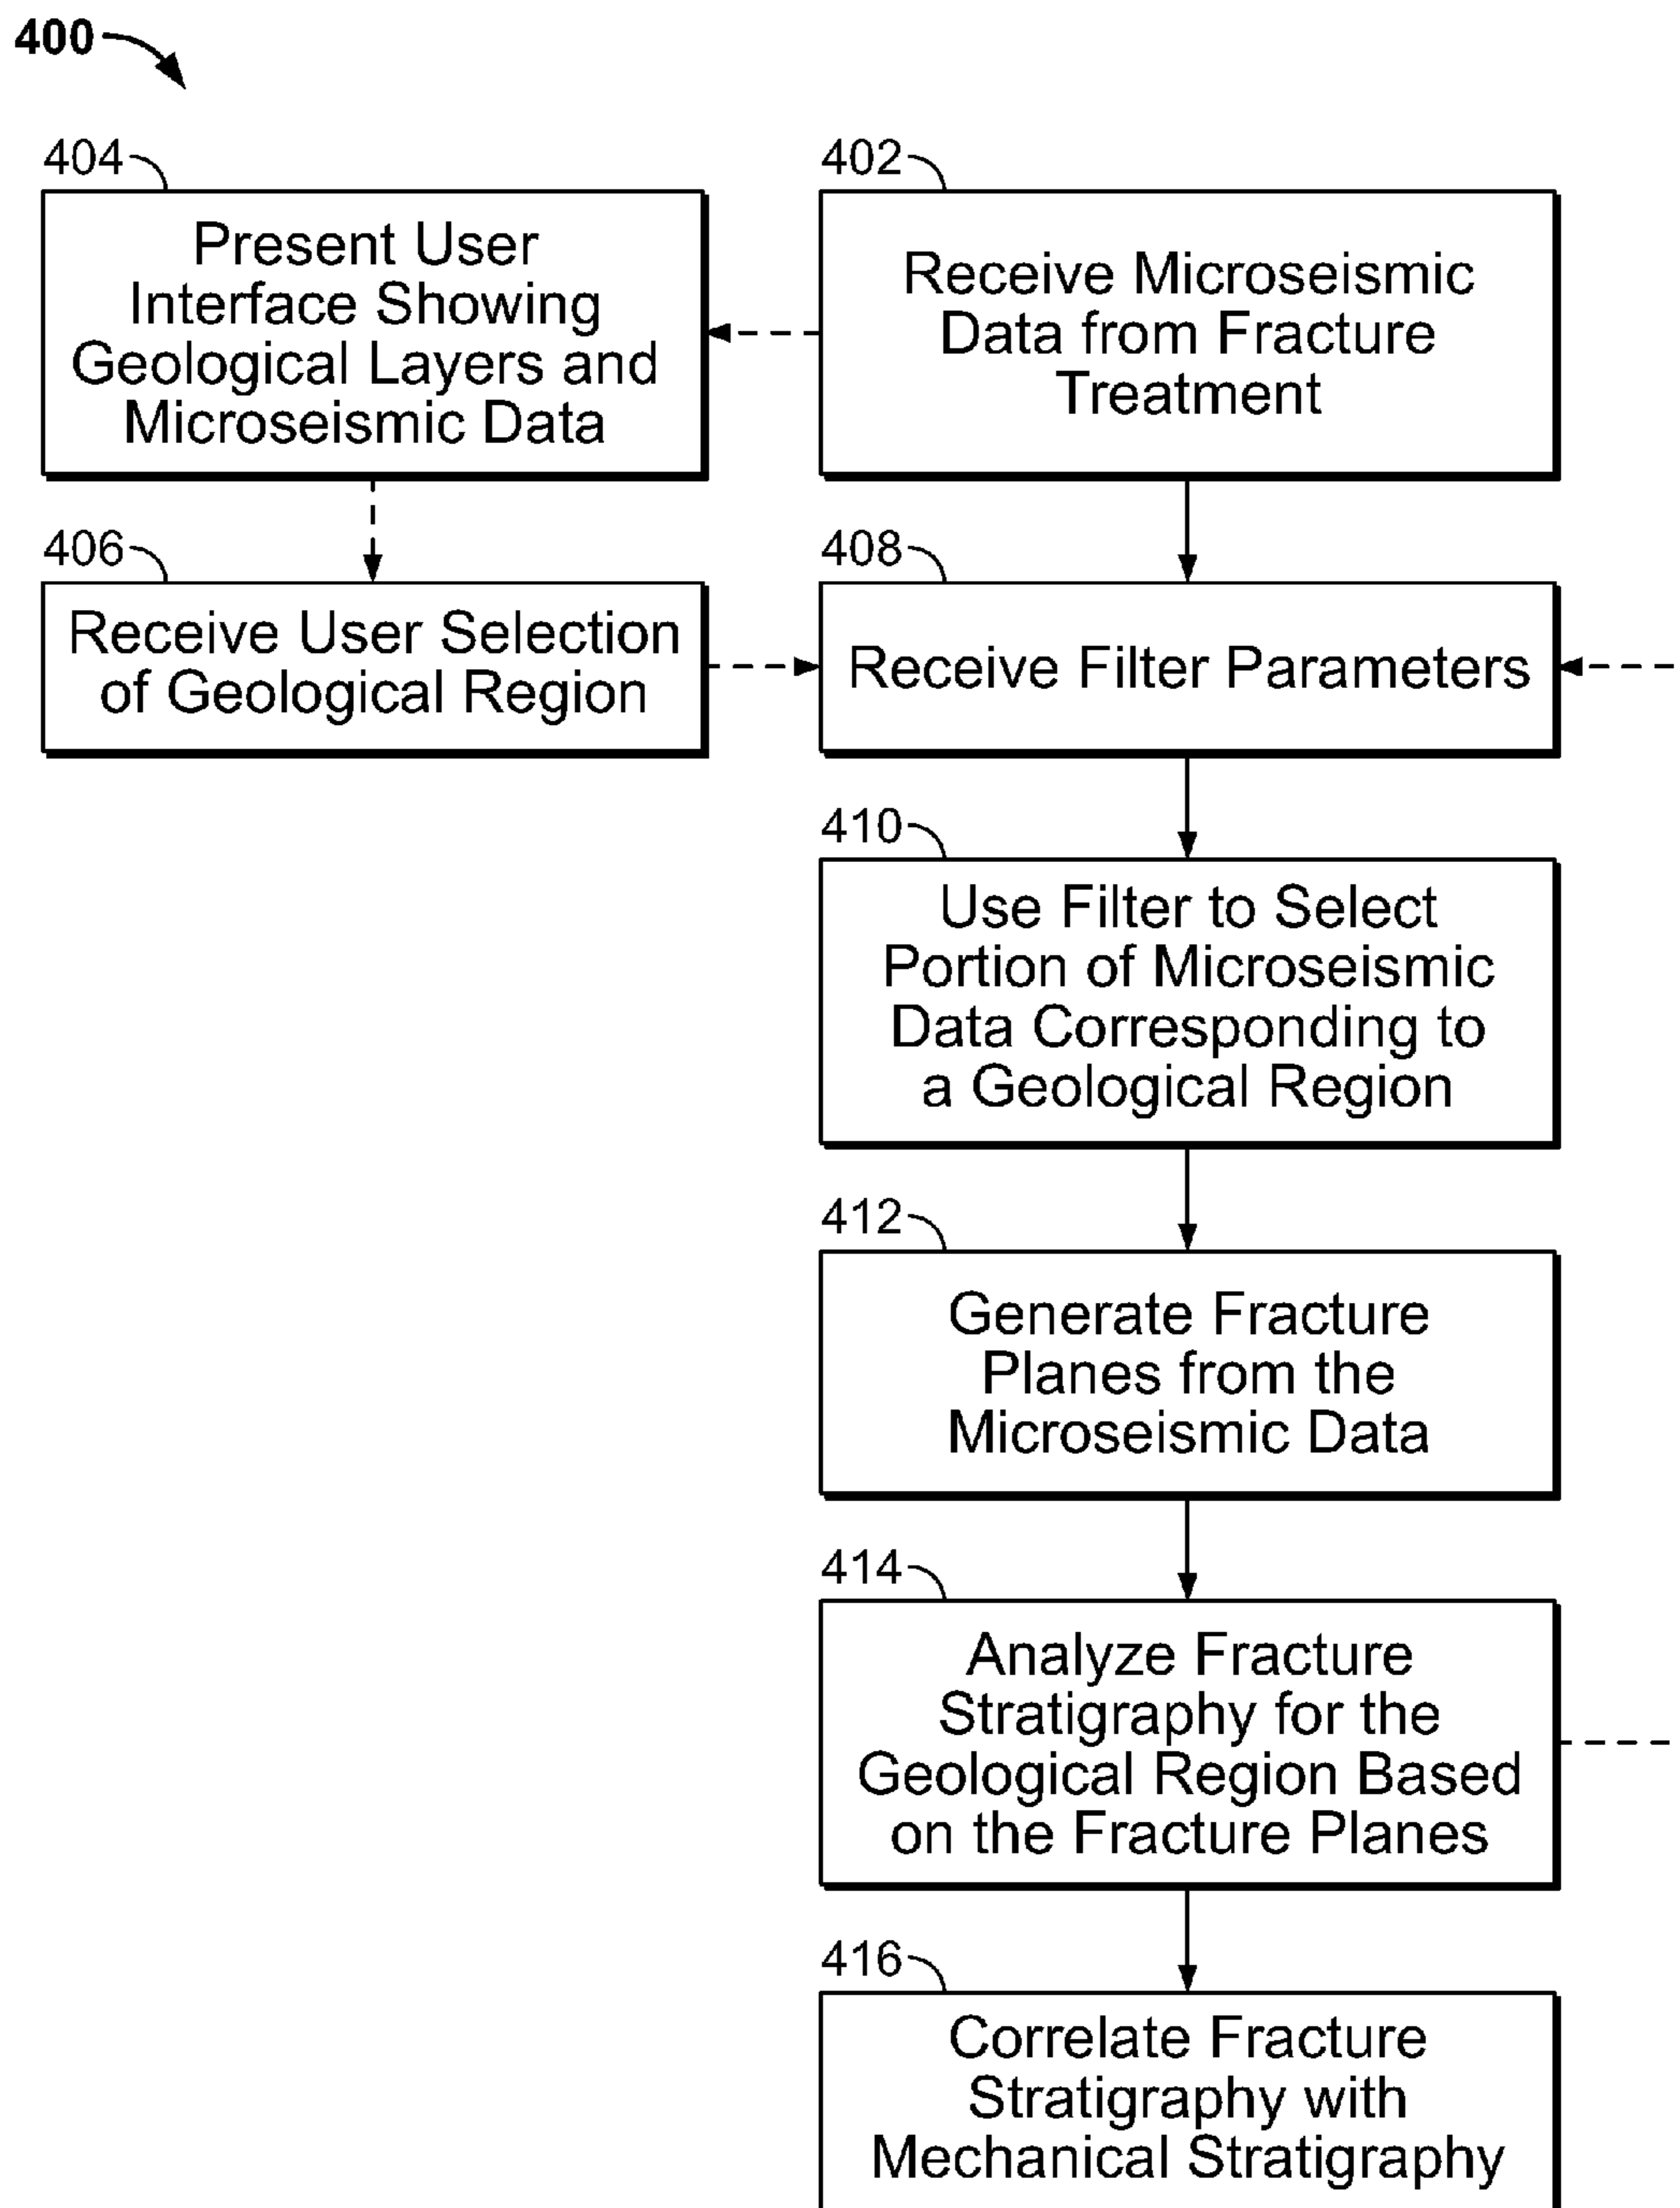 400
404
Present User
Interface Showing
Geological Layers and
Microseismic Data
402
Receive Microseismic
Data from Fracture
Treatment
406
Receive User Selection
of Geological Region
408
Receive Filter Parameters
410
Use Filter to Select
Portion of Microseismic
Data Corresponding to
a Geological Region
412
Generate Fracture
Planes from the
Microseismic Data
414
Analyze Fracture
Stratigraphy for the
Geological Region Based
on the Fracture Planes
416
Correlate Fracture
Stratigraphy with
Mechanical Stratigraphy